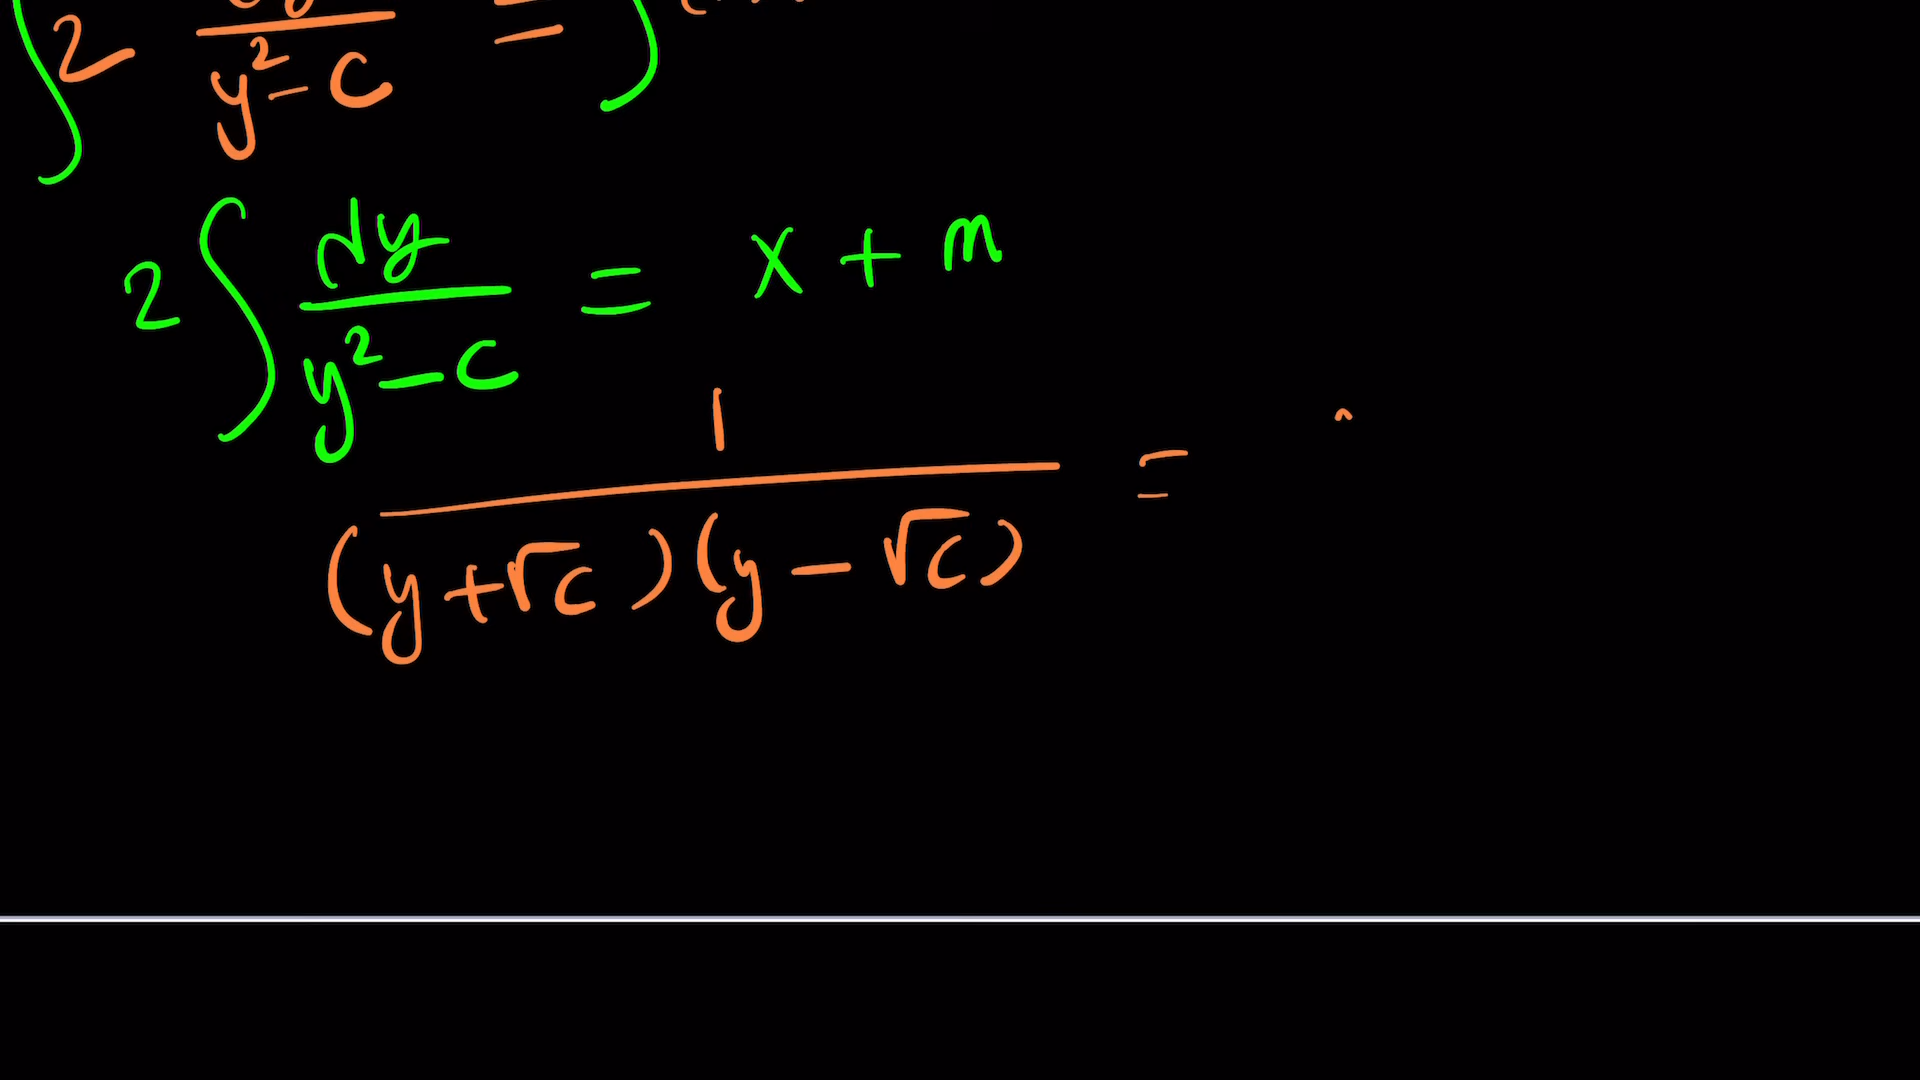 ∫ 2 dy/(y² - c) = ∫
2 ∫ dy/(y² - c) = x + m
1/((y + √c)(y - √c)) =